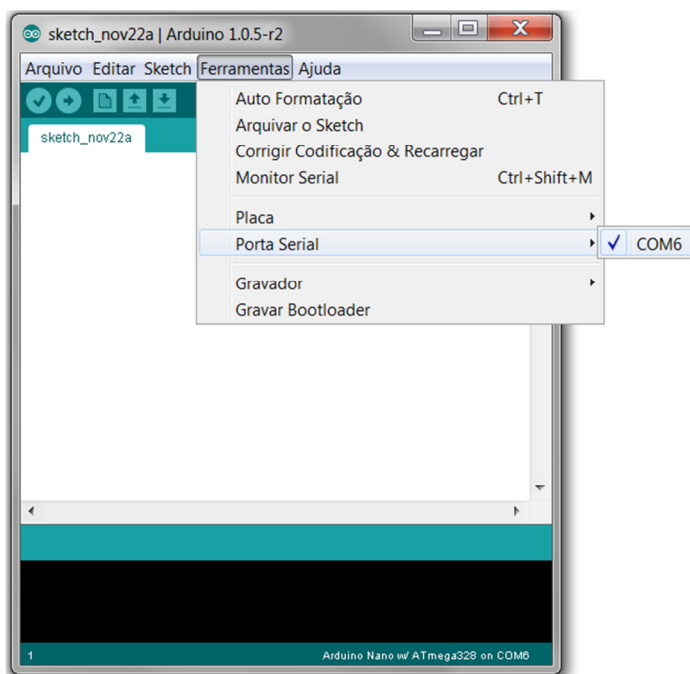 sketch_nov22a | Arduino 1.0.5-r2
Arquivo Editar Sketch Ferramentas Ajuda
sketch_nov22a
Auto Formatação Ctrl+T
Arquivar o Sketch
Corrigir Codificação & Recarregar
Monitor Serial Ctrl+Shift+M
Placa
Porta Serial
COM6
Gravador
Gravar Bootloader
1 Arduino Nano w/ ATmega328 on COM6